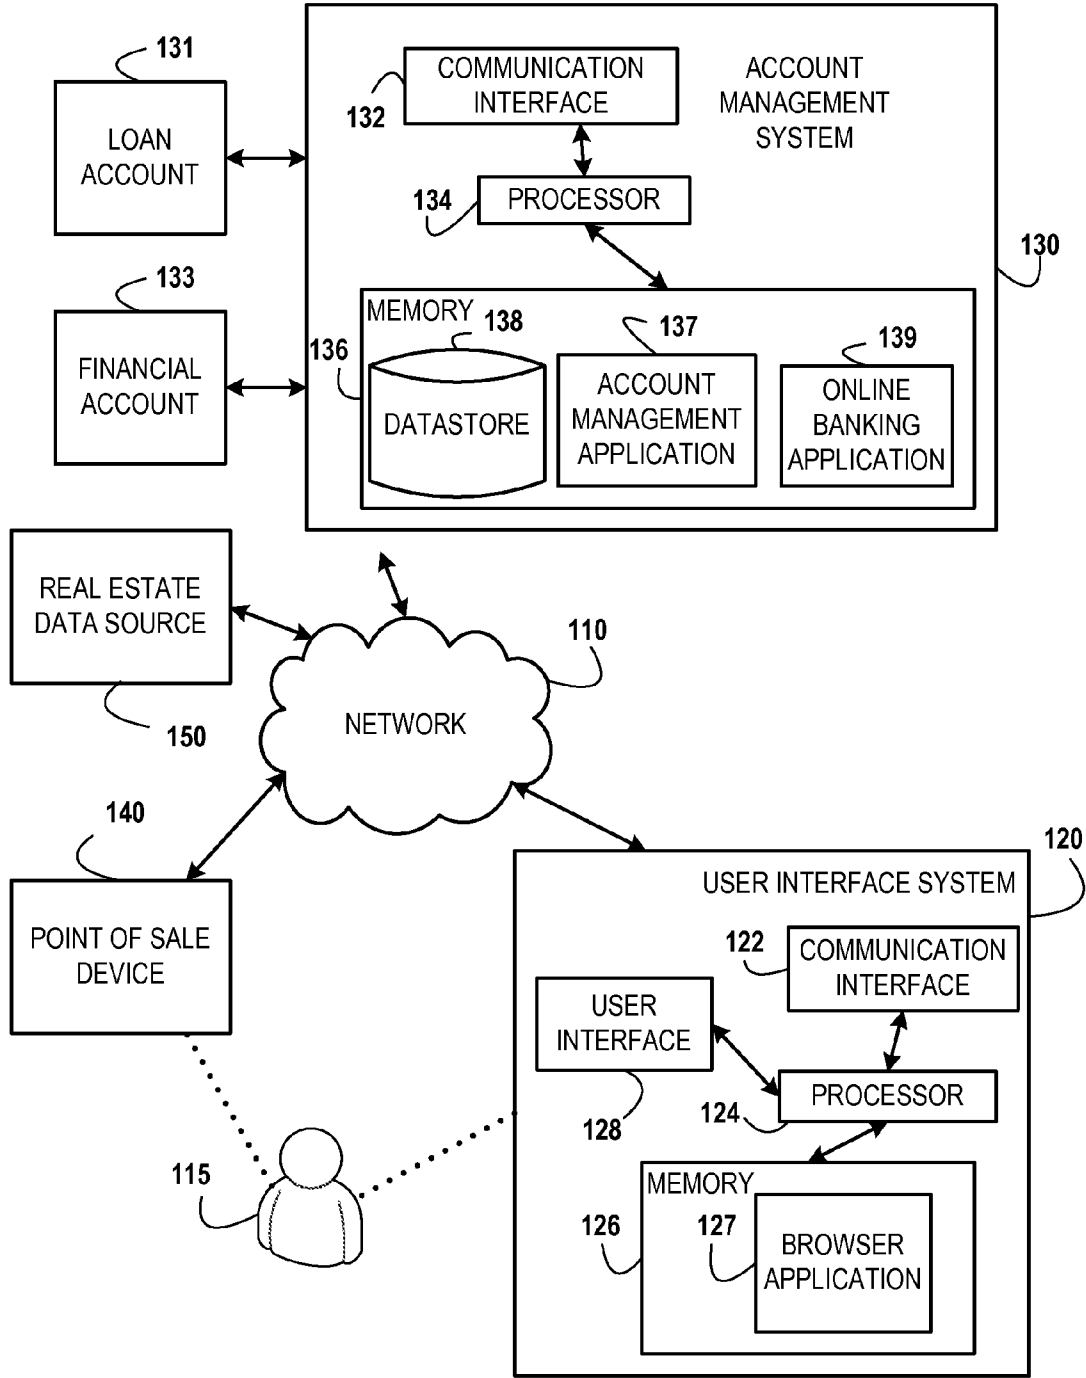 131
LOAN
ACCOUNT
133
FINANCIAL
ACCOUNT
ACCOUNT
MANAGEMENT
SYSTEM
130
COMMUNICATION
INTERFACE
132
PROCESSOR
134
MEMORY
136
138
DATASTORE
137
ACCOUNT
MANAGEMENT
APPLICATION
139
ONLINE
BANKING
APPLICATION
REAL ESTATE
DATA SOURCE
150
110
NETWORK
140
POINT OF SALE
DEVICE
115
120
USER INTERFACE SYSTEM
122
COMMUNICATION
INTERFACE
USER
INTERFACE
128
PROCESSOR
124
MEMORY
126
127
BROWSER
APPLICATION